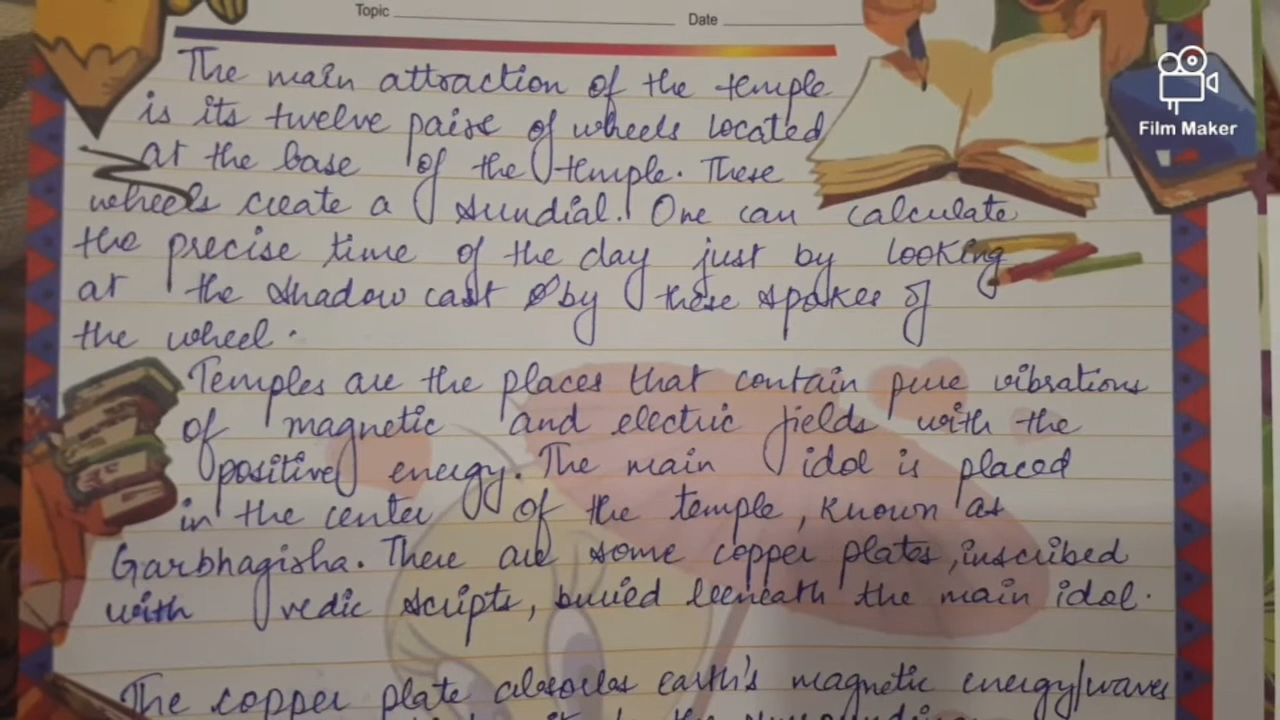 Topic Date
Film Maker
The main attraction of the temple
is its twelve pairs of wheels located
at the base of the temple. These
wheels create a sundial. One can calculate
the precise time of the day just by looking
at the shadow cast by these spokes of
the wheel.
Temples are the places that contain pure vibrations
of magnetic and electric fields with the
positive energy. The main idol is placed
in the center of the temple, known as
Garbhagisha. There are some copper plates, inscribed
with vedic scripts, buried beneath the main idol.
The copper plate absorbs earth's magnetic energy/waves